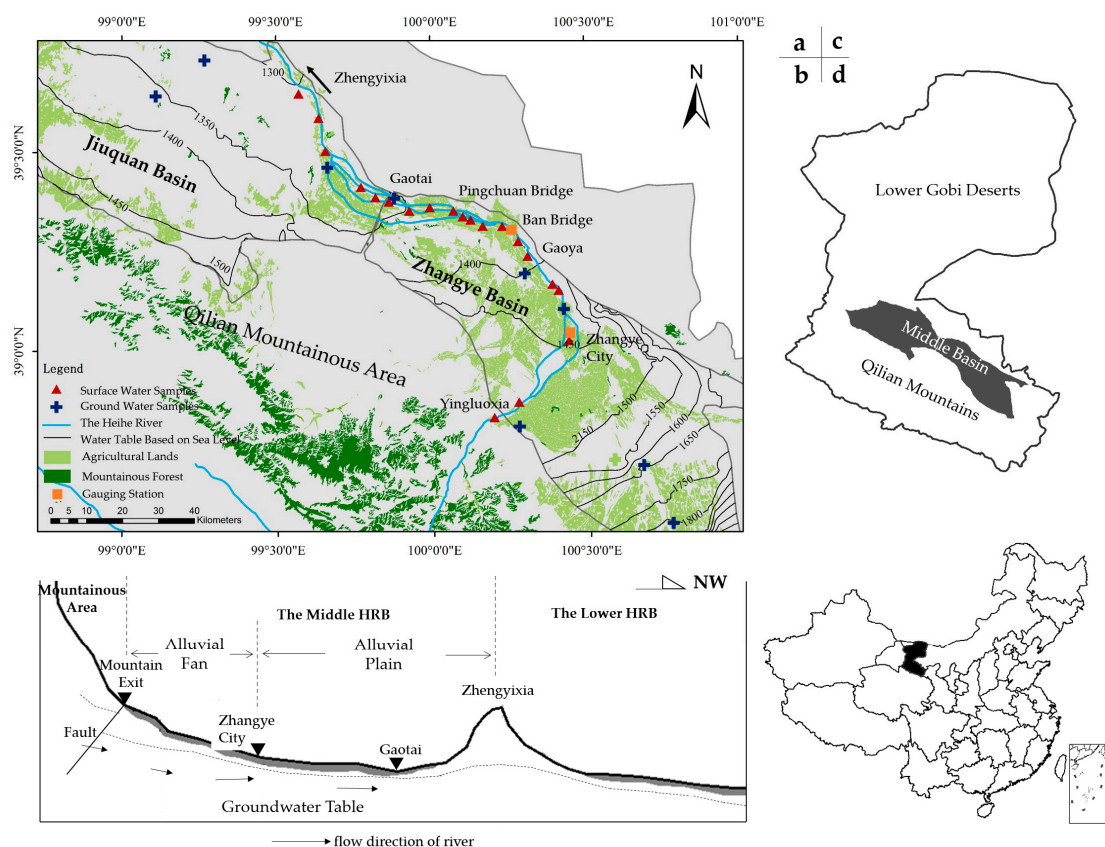 99°0'0"E
99°30'0"E
100°0'0"E
100°30'0"E
101°0'0"E
39°30'0"N
39°0'0"N
1300
Zhengyixia
N
1350
1400
Jiuquan Basin
1450
1500
Gaotai
Pingchuan Bridge
Ban Bridge
Gaoya
1400
Zhangye Basin
Qilian Mountainous Area
Zhangye
City
Yingluoxia
1500
1550
1600
1650
2150
1750
1800
Legend
Surface Water Samples
Ground Water Samples
The Heihe River
Water Table Based on Sea Level
Agricultural Lands
Mountainous Forest
Gauging Station
0 5 10 20 30 40
Kilometers
99°0'0"E
99°30'0"E
100°0'0"E
100°30'0"E
a c
b d
Lower Gobi Deserts
Middle Basin
Qilian Mountains
Mountainous
Area
The Middle HRB
The Lower HRB
NW
Alluvial
Fan
Alluvial
Plain
Mountain
Exit
Zhengyixia
Fault
Zhangye
City
Gaotai
Groundwater Table
flow direction of river